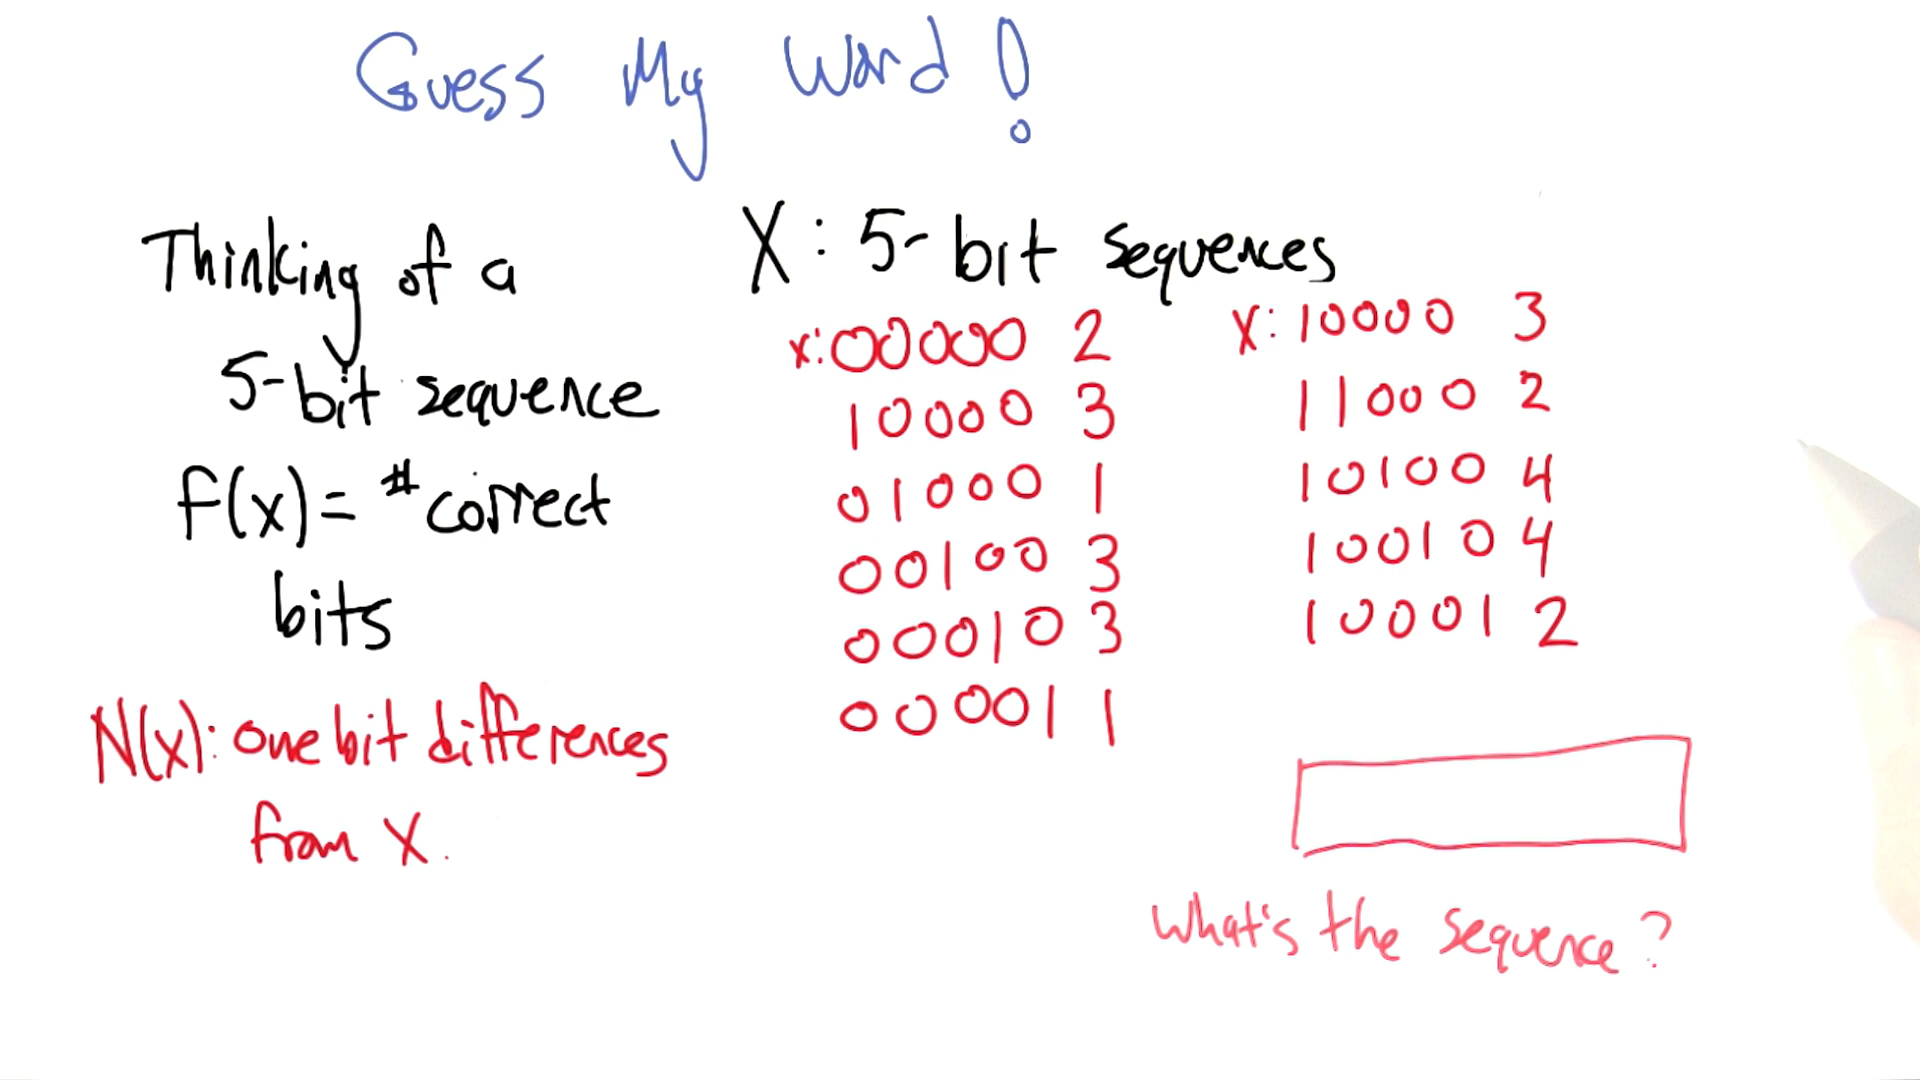 Guess My Word!
Thinking of a
5-bit sequence
f(x) = # correct
bits
N(x): one bit differences
from x.
X: 5-bit sequences
x: 00000 2
10000 3
01000 1
00100 3
00010 3
00001 1
x: 10000 3
11000 2
10100 4
10010 4
10001 2
what's the sequence?